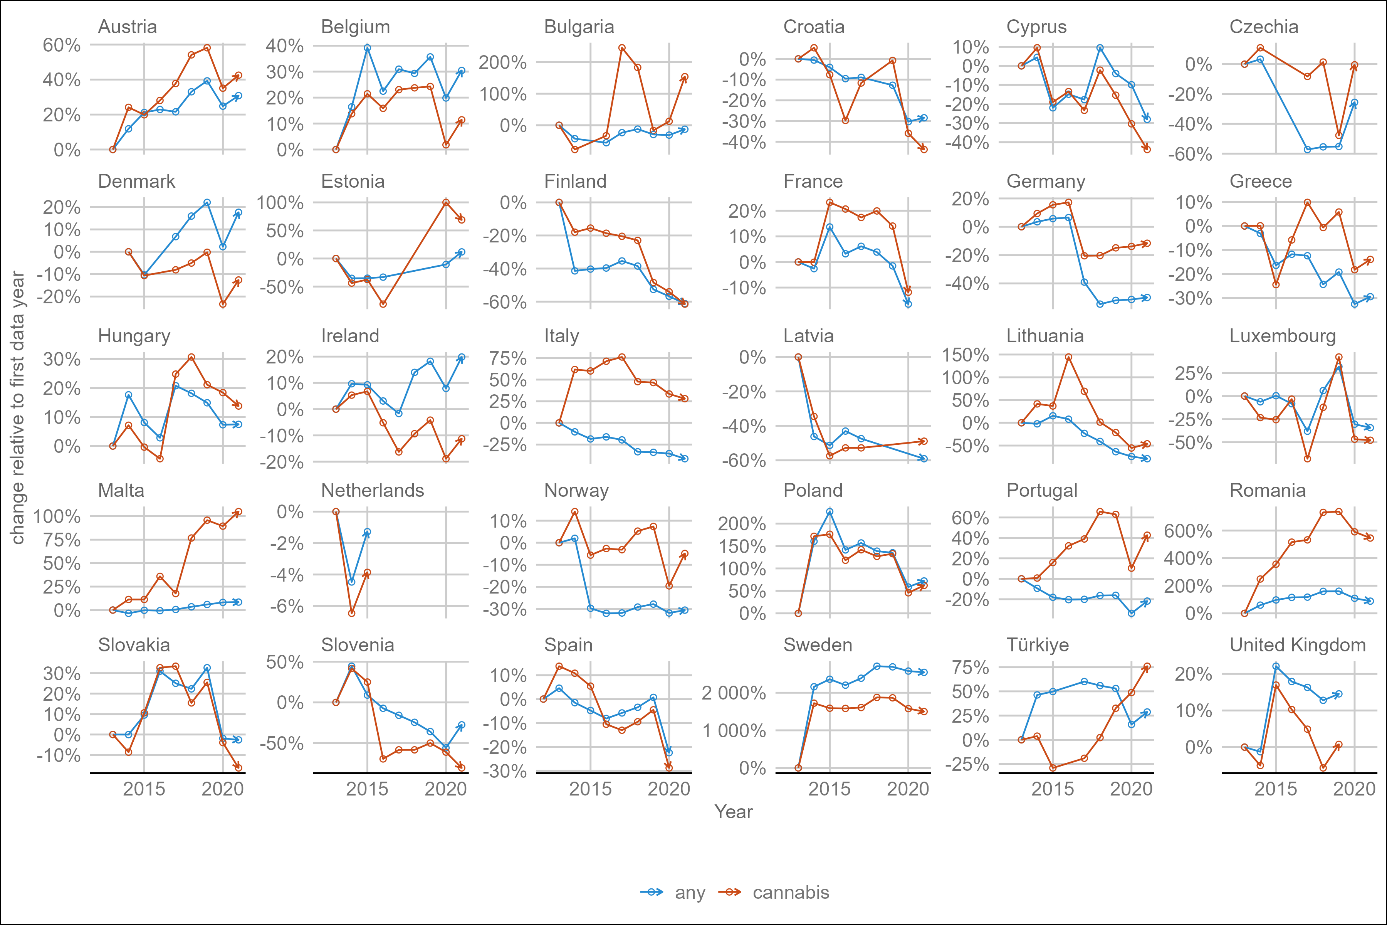 Austria Belgium Bulgaria Croatia Cyprus Czechia
60% 40% 200% 0% 10% 0%
40% 30% 100% -10% 0% -20%
20% 20% 0% -20% -10% -40%
0% 10% -30% -20% -60%
0% -40% -30%
-40%
Denmark Estonia Finland France Germany Greece
20% 100% 0% 20% 20% 10%
10% 50% -20% 10% 0% 0%
0% 0% -40% 0% -20% -10%
-10% -50% -60% -10% -40% -20%
-20% -30%
Hungary Ireland Italy Latvia Lithuania Luxembourg
30% 20% 75% 0% 150% 25%
20% 10% 50% -20% 100% 0%
10% 0% 25% -40% 50% -25%
0% -10% 0% -60% 0% -50%
-20% -25% -50%
Malta Netherlands Norway Poland Portugal Romania
100% 0% 10% 200% 60% 600%
75% -2% 0% 150% 40% 400%
50% -4% -10% 100% 20% 200%
25% -6% -20% 50% 0% 0%
0% -30% 0% -20%
Slovakia Slovenia Spain Sweden Türkiye United Kingdom
30% 50% 10% 2 000% 75% 20%
20% 0% 0% 1 000% 50% 10%
10% -50% -10% 0% 25% 0%
0% -20% 0%
-10% -30% -25%
2015 2020 2015 2020 2015 2020 2015 2020 2015 2020 2015 2020
change relative to first data year
Year
any cannabis